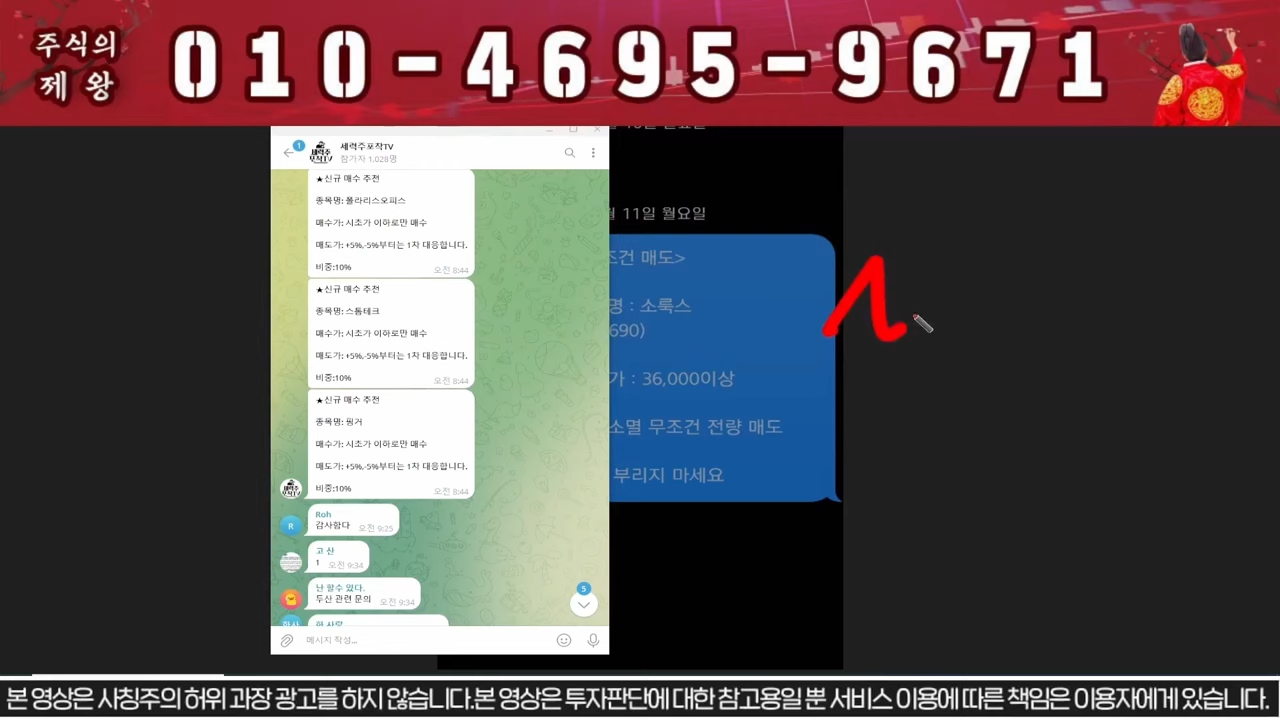 주식의
제왕
010-4695-9671
1
세력주포착TV
참가자 1,028명
★신규 매수 추천
종목명: 폴라리스오피스
매수가: 시초가 이하로만 매수
매도가: +5%,-5%부터는 1차 대응합니다.
비중:10%
오전 8:44
★신규 매수 추천
종목명: 스톰테크
매수가: 시초가 이하로만 매수
매도가: +5%,-5%부터는 1차 대응합니다.
비중:10%
오전 8:44
★신규 매수 추천
종목명: 핑거
매수가: 시초가 이하로만 매수
매도가: +5%,-5%부터는 1차 대응합니다.
비중:10%
오전 8:44
R
Roh
감사함다
오전 9:25
고 산
1
오전 9:34
난 할수 있다.
두산 관련 문의
오전 9:34
5
메시지 작성...
11일 월요일
조건 매도>
명 : 소룩스
690)
가 : 36,000이상
소멸 무조건 전량 매도
부리지 마세요
본 영상은 사칭주의 허위 과장 광고를 하지 않습니다.본 영상은 투자판단에 대한 참고용일 뿐 서비스 이용에 따른 책임은 이용자에게 있습니다.